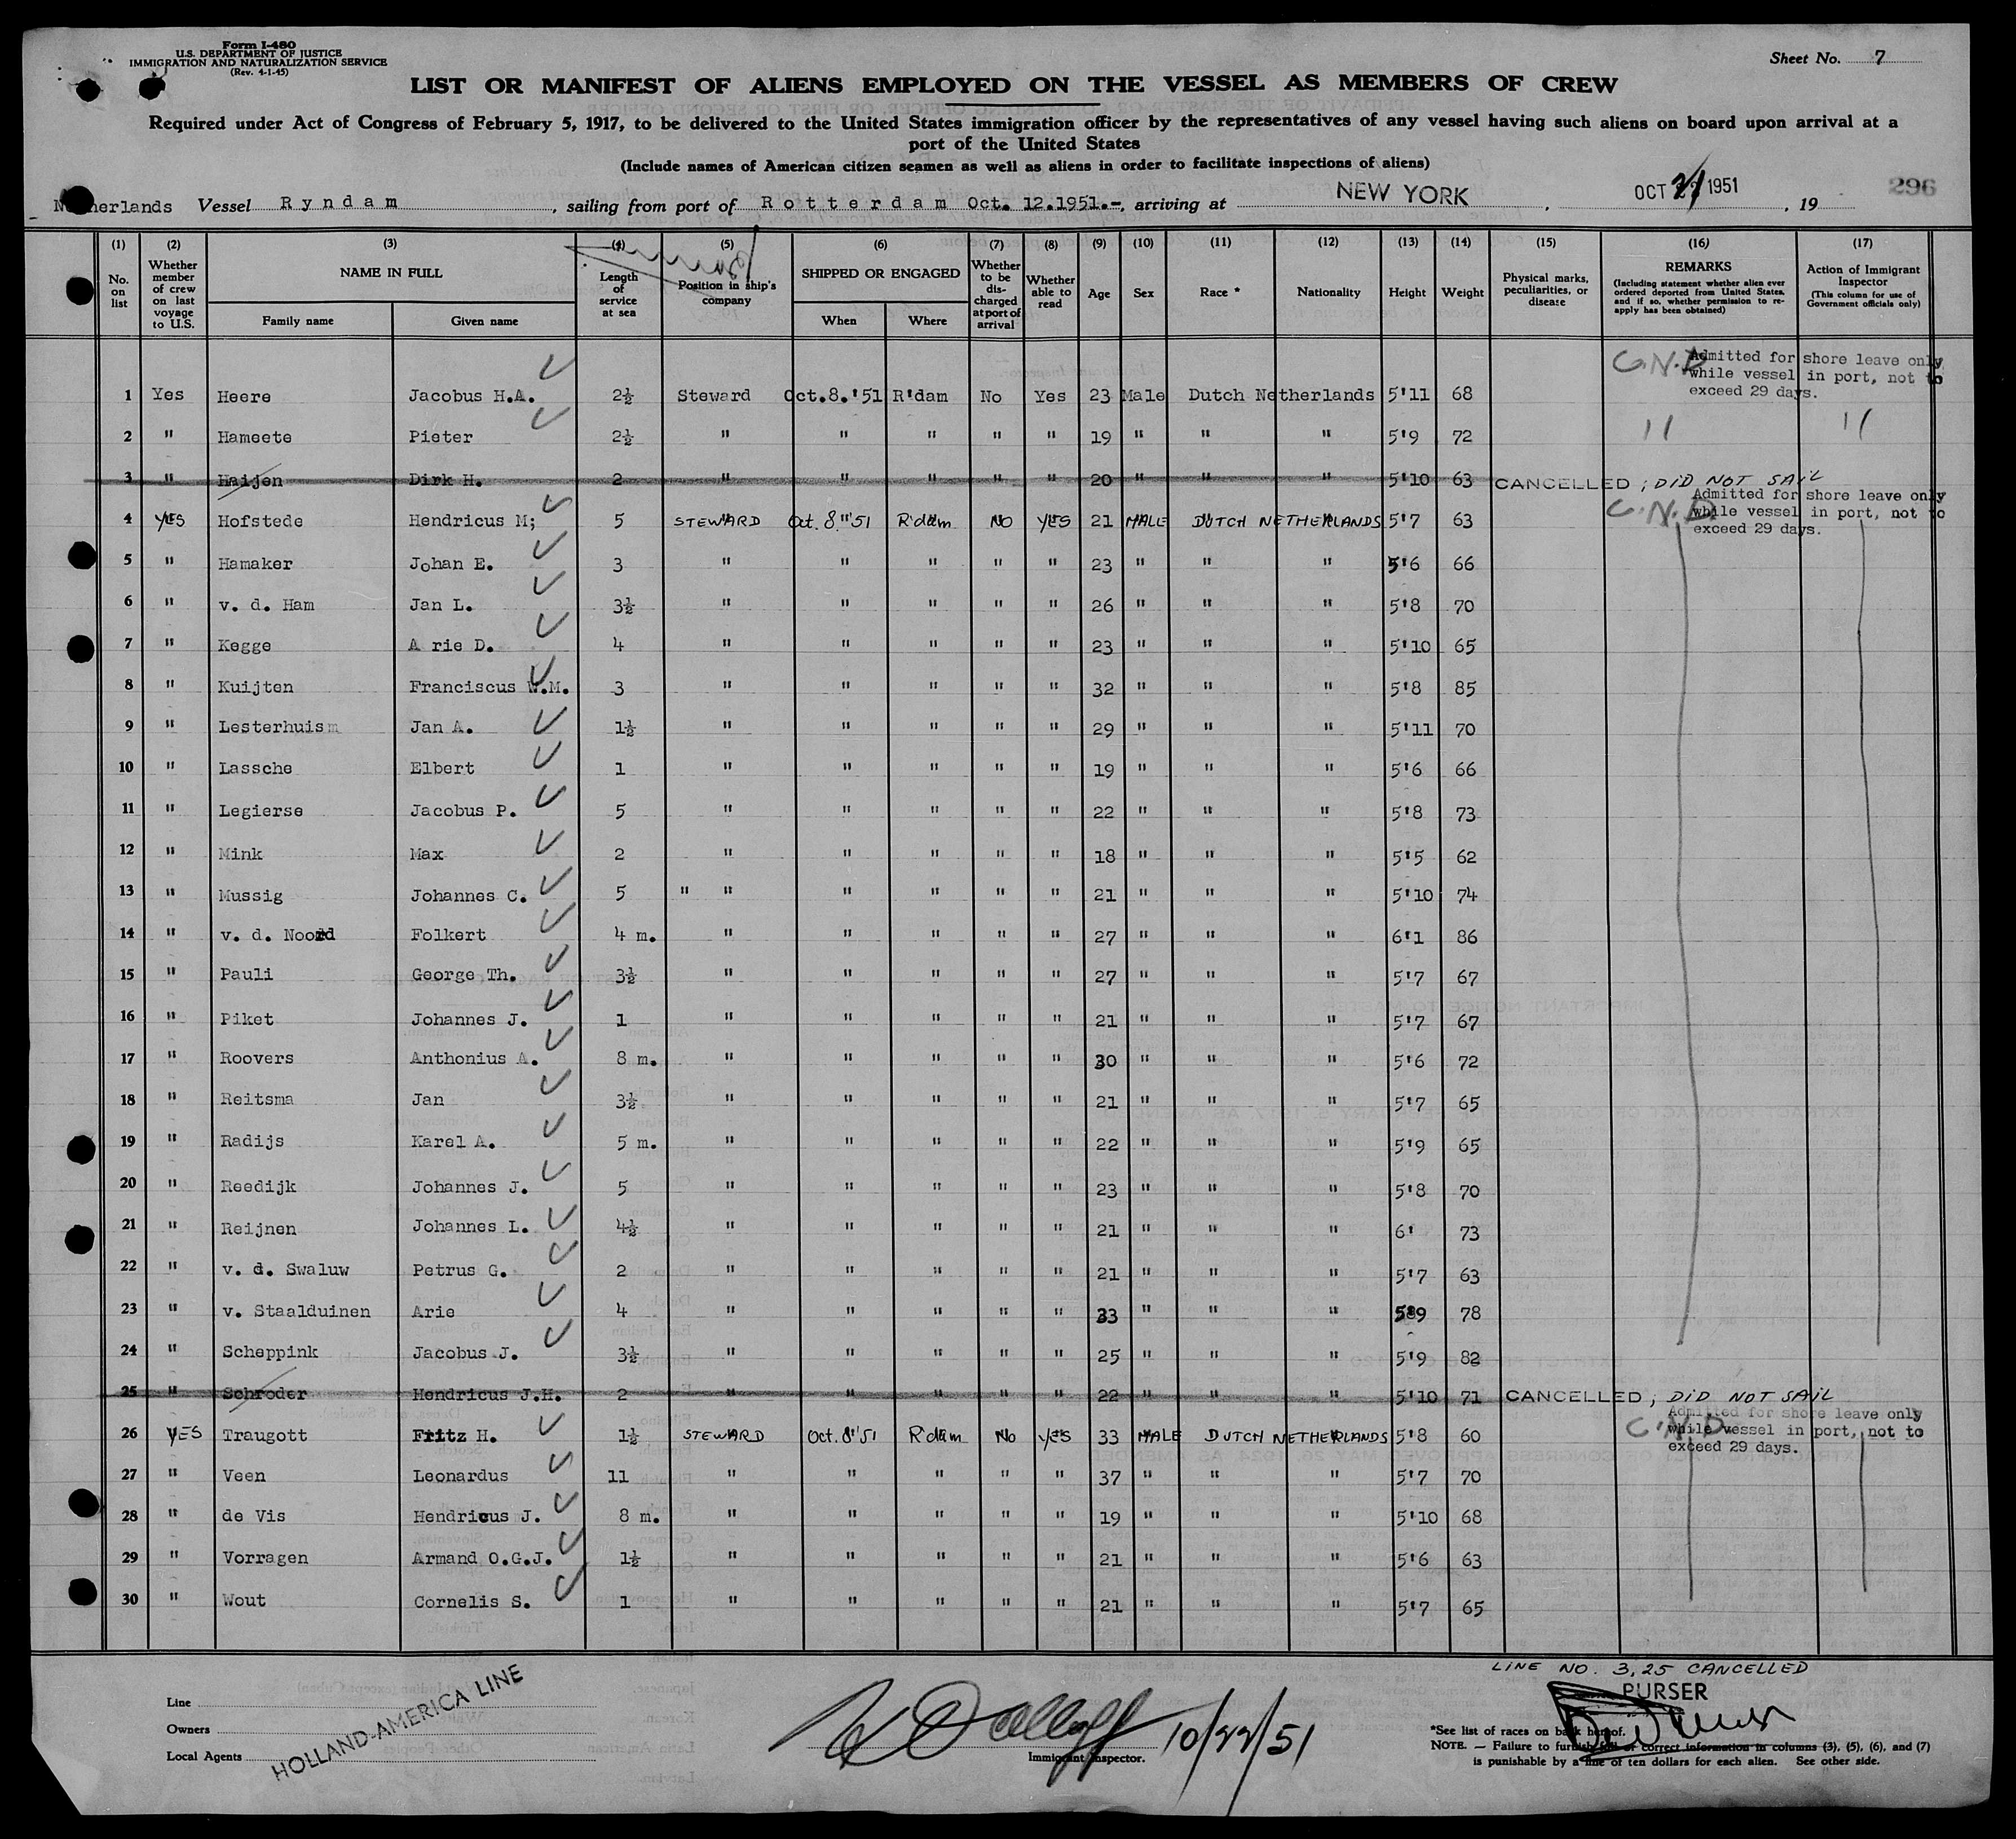 Form I-480
U.S. DEPARTMENT OF JUSTICE
IMMIGRATION AND NATURALIZATION SERVICE
(Rev. 4-1-45)
Sheet No. 7
LIST OR MANIFEST OF ALIENS EMPLOYED ON THE VESSEL AS MEMBERS OF CREW
Required under Act of Congress of February 5, 1917, to be delivered to the United States immigration officer by the representatives of any vessel having such aliens on board upon arrival at a
port of the United States
(Include names of American citizen seamen as well as aliens in order to facilitate inspections of aliens)
Netherlands Vessel Ryndam, sailing from port of Rotterdam Oct. 12.1951.-, arriving at NEW YORK, OCT 1951, 19 296
(1) (2) (3) (4) (5) (6) (7) (8) (9) (10) (11) (12) (13) (14) (15) (16) (17)
No. on list
Whether member of crew on last voyage to U.S.
NAME IN FULL
Family name
Given name
Length of service at sea
Position in ship's company
SHIPPED OR ENGAGED
When
Where
Whether to be discharged at port of arrival
Whether able to read
Age
Sex
Race *
Nationality
Height
Weight
Physical marks, peculiarities, or disease
REMARKS
(Including statement whether alien ever ordered deported from United States, and if so, whether permission to reapply has been obtained)
Action of Immigrant Inspector
(This column for use of Government officials only)
G.N.D Admitted for shore leave only
while vessel in port, not to
exceed 29 days.
1 Yes Heere Jacobus H.A. 2½ Steward Oct.8.'51 R'dam No Yes 23 Male Dutch Netherlands 5'11 68
2 " Hameete Pieter 2½ " " " " " 19 " " " 5'9 72 11 11
3 " Haijen Dirk H. 2 " " " " " 20 " " " 5'10 63 CANCELLED; DID NOT SAIL
Admitted for shore leave only
4 YES Hofstede Hendricus M; 5 STEWARD Oct. 8.'51 R'dam NO YES 21 MALE DUTCH NETHERLANDS 5'7 63 G.N.D while vessel in port, not to
exceed 29 days.
5 " Hamaker Johan E. 3 " " " " " 23 " " " 5'6 66
6 " v. d. Ham Jan L. 3½ " " " " " 26 " " " 5'8 70
7 " Kegge A rie D. 4 " " " " " 23 " " " 5'10 65
8 " Kuijten Franciscus W.M. 3 " " " " " 32 " " " 5'8 85
9 " Lesterhuis Jan A. 1½ " " " " " 29 " " " 5'11 70
10 " Lassche Elbert 1 " " " " " 19 " " " 5'6 66
11 " Legierse Jacobus P. 5 " " " " " 22 " " " 5'8 73
12 " Mink Max 2 " " " " " 18 " " " 5'5 62
13 " Mussig Johannes C. 5 " " " " " " 21 " " " 5'10 74
14 " v. d. Noord Folkert 4 m. " " " " " 27 " " " 6'1 86
15 " Pauli George Th. 3½ " " " " " 27 " " " 5'7 67
16 " Piket Johannes J. 1 " " " " " 21 " " " 5'7 67
17 " Roovers Anthonius A. 8 m. " " " " " 30 " " " 5'6 72
18 " Reitsma Jan 3½ " " " " " 21 " " " 5'7 65
19 " Radijs Karel A. 5 m. " " " " " 22 " " " 5'9 65
20 " Reedijk Johannes J. 5 " " " " " 23 " " " 5'8 70
21 " Reijnen Johannes L. 4½ " " " " " 21 " " " 6' 73
22 " v. d. Swaluw Petrus G. 2 " " " " " 21 " " " 5'7 63
23 " v. Staalduinen Arie 4 " " " " " 33 " " " 5'9 78
24 " Scheppink Jacobus J. 3½ " " " " " 25 " " " 5'9 82
25 " Schroder Hendricus J.H. 2 " " " " " 22 " " " 5'10 71 CANCELLED; DID NOT SAIL
Admitted for shore leave only
26 YES Traugott Fritz H. 1½ STEWARD Oct. 8'51 R'dam NO YES 33 MALE DUTCH NETHERLANDS 5'8 60 G.N.D. while vessel in port, not to
exceed 29 days.
27 " Veen Leonardus 11 " " " " " 37 " " " 5'7 70
28 " de Vis Hendricus J. 8 m. " " " " " 19 " " " 5'10 68
29 " Vorragen Armand O.G.J. 1½ " " " " " 21 " " " 5'6 63
30 " Wout Cornelis S. 1 " " " " " 21 " " " 5'7 65
LINE NO. 3,25 CANCELLED
PURSER
Line
Owners
Local Agents
HOLLAND-AMERICA LINE
10/22/51
Immigrant Inspector.
*See list of races on back hereof.
NOTE. — Failure to furnish full or correct information in columns (3), (5), (6), and (7)
is punishable by a fine of ten dollars for each alien. See other side.